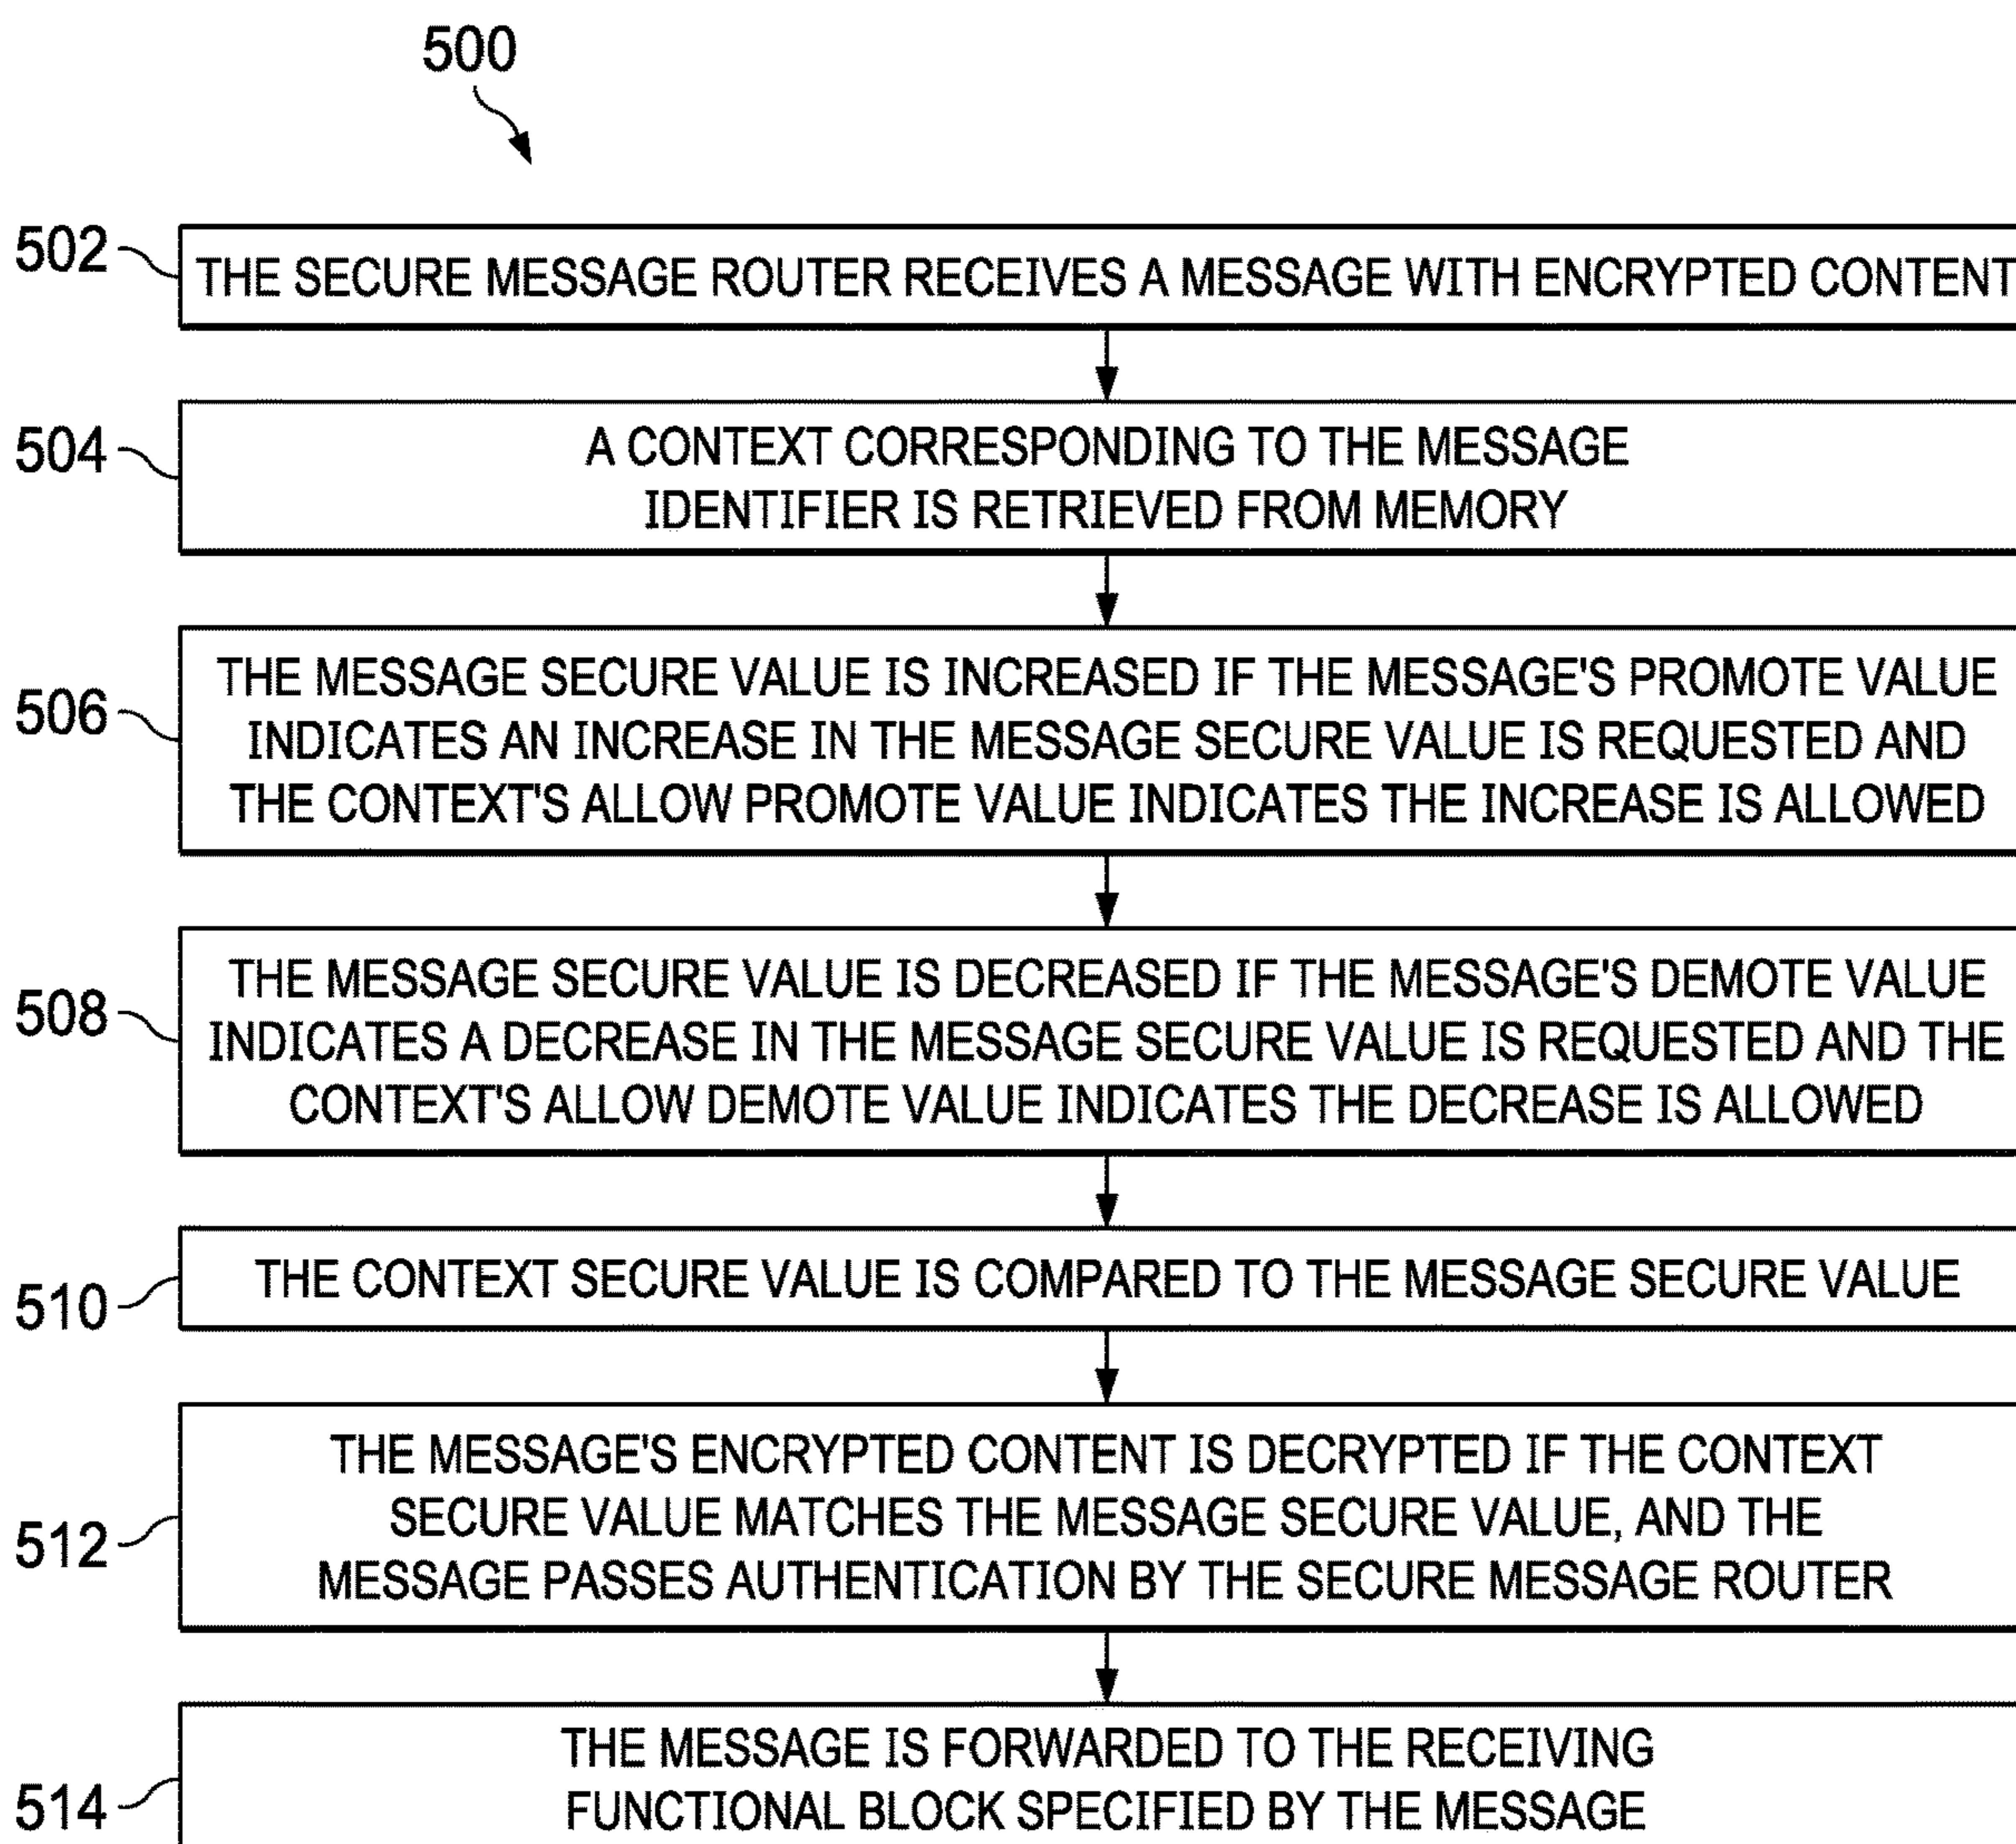 500
502
THE SECURE MESSAGE ROUTER RECEIVES A MESSAGE WITH ENCRYPTED CONTENT
504
A CONTEXT CORRESPONDING TO THE MESSAGE
IDENTIFIER IS RETRIEVED FROM MEMORY
506
THE MESSAGE SECURE VALUE IS INCREASED IF THE MESSAGE'S PROMOTE VALUE
INDICATES AN INCREASE IN THE MESSAGE SECURE VALUE IS REQUESTED AND
THE CONTEXT'S ALLOW PROMOTE VALUE INDICATES THE INCREASE IS ALLOWED
508
THE MESSAGE SECURE VALUE IS DECREASED IF THE MESSAGE'S DEMOTE VALUE
INDICATES A DECREASE IN THE MESSAGE SECURE VALUE IS REQUESTED AND THE
CONTEXT'S ALLOW DEMOTE VALUE INDICATES THE DECREASE IS ALLOWED
510
THE CONTEXT SECURE VALUE IS COMPARED TO THE MESSAGE SECURE VALUE
512
THE MESSAGE'S ENCRYPTED CONTENT IS DECRYPTED IF THE CONTEXT
SECURE VALUE MATCHES THE MESSAGE SECURE VALUE, AND THE
MESSAGE PASSES AUTHENTICATION BY THE SECURE MESSAGE ROUTER
514
THE MESSAGE IS FORWARDED TO THE RECEIVING
FUNCTIONAL BLOCK SPECIFIED BY THE MESSAGE